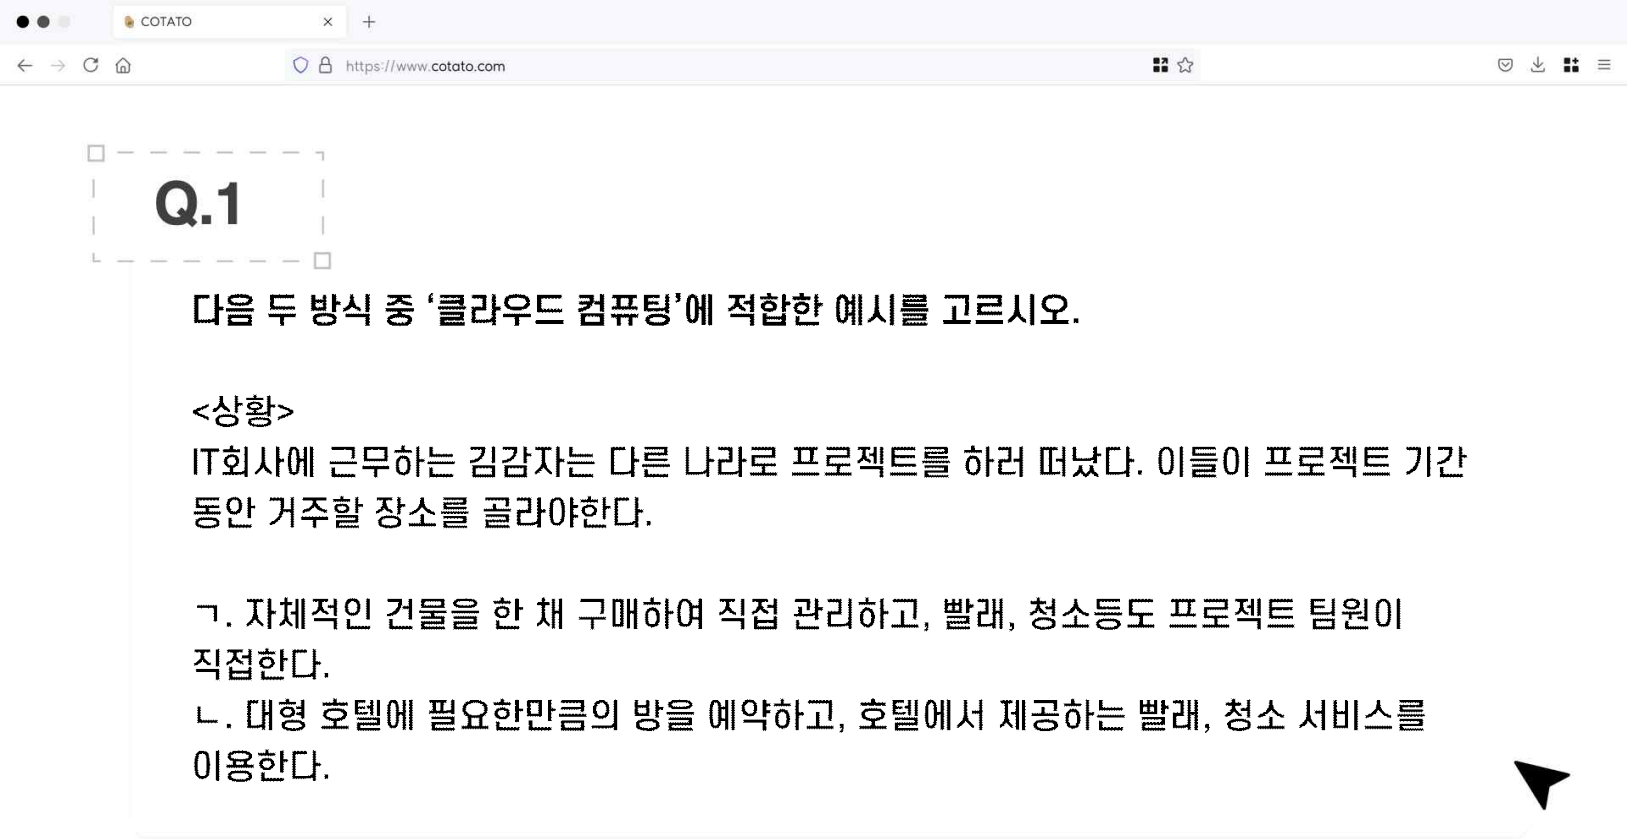 COTATO
https://www.cotato.com
Q.1
다음 두 방식 중 ‘클라우드 컴퓨팅’에 적합한 예시를 고르시오.
<상황>
IT회사에 근무하는 김감자는 다른 나라로 프로젝트를 하러 떠났다. 이들이 프로젝트 기간
동안 거주할 장소를 골라야한다.
ㄱ. 자체적인 건물을 한 채 구매하여 직접 관리하고, 빨래, 청소등도 프로젝트 팀원이
직접한다.
ㄴ. 대형 호텔에 필요한만큼의 방을 예약하고, 호텔에서 제공하는 빨래, 청소 서비스를
이용한다.